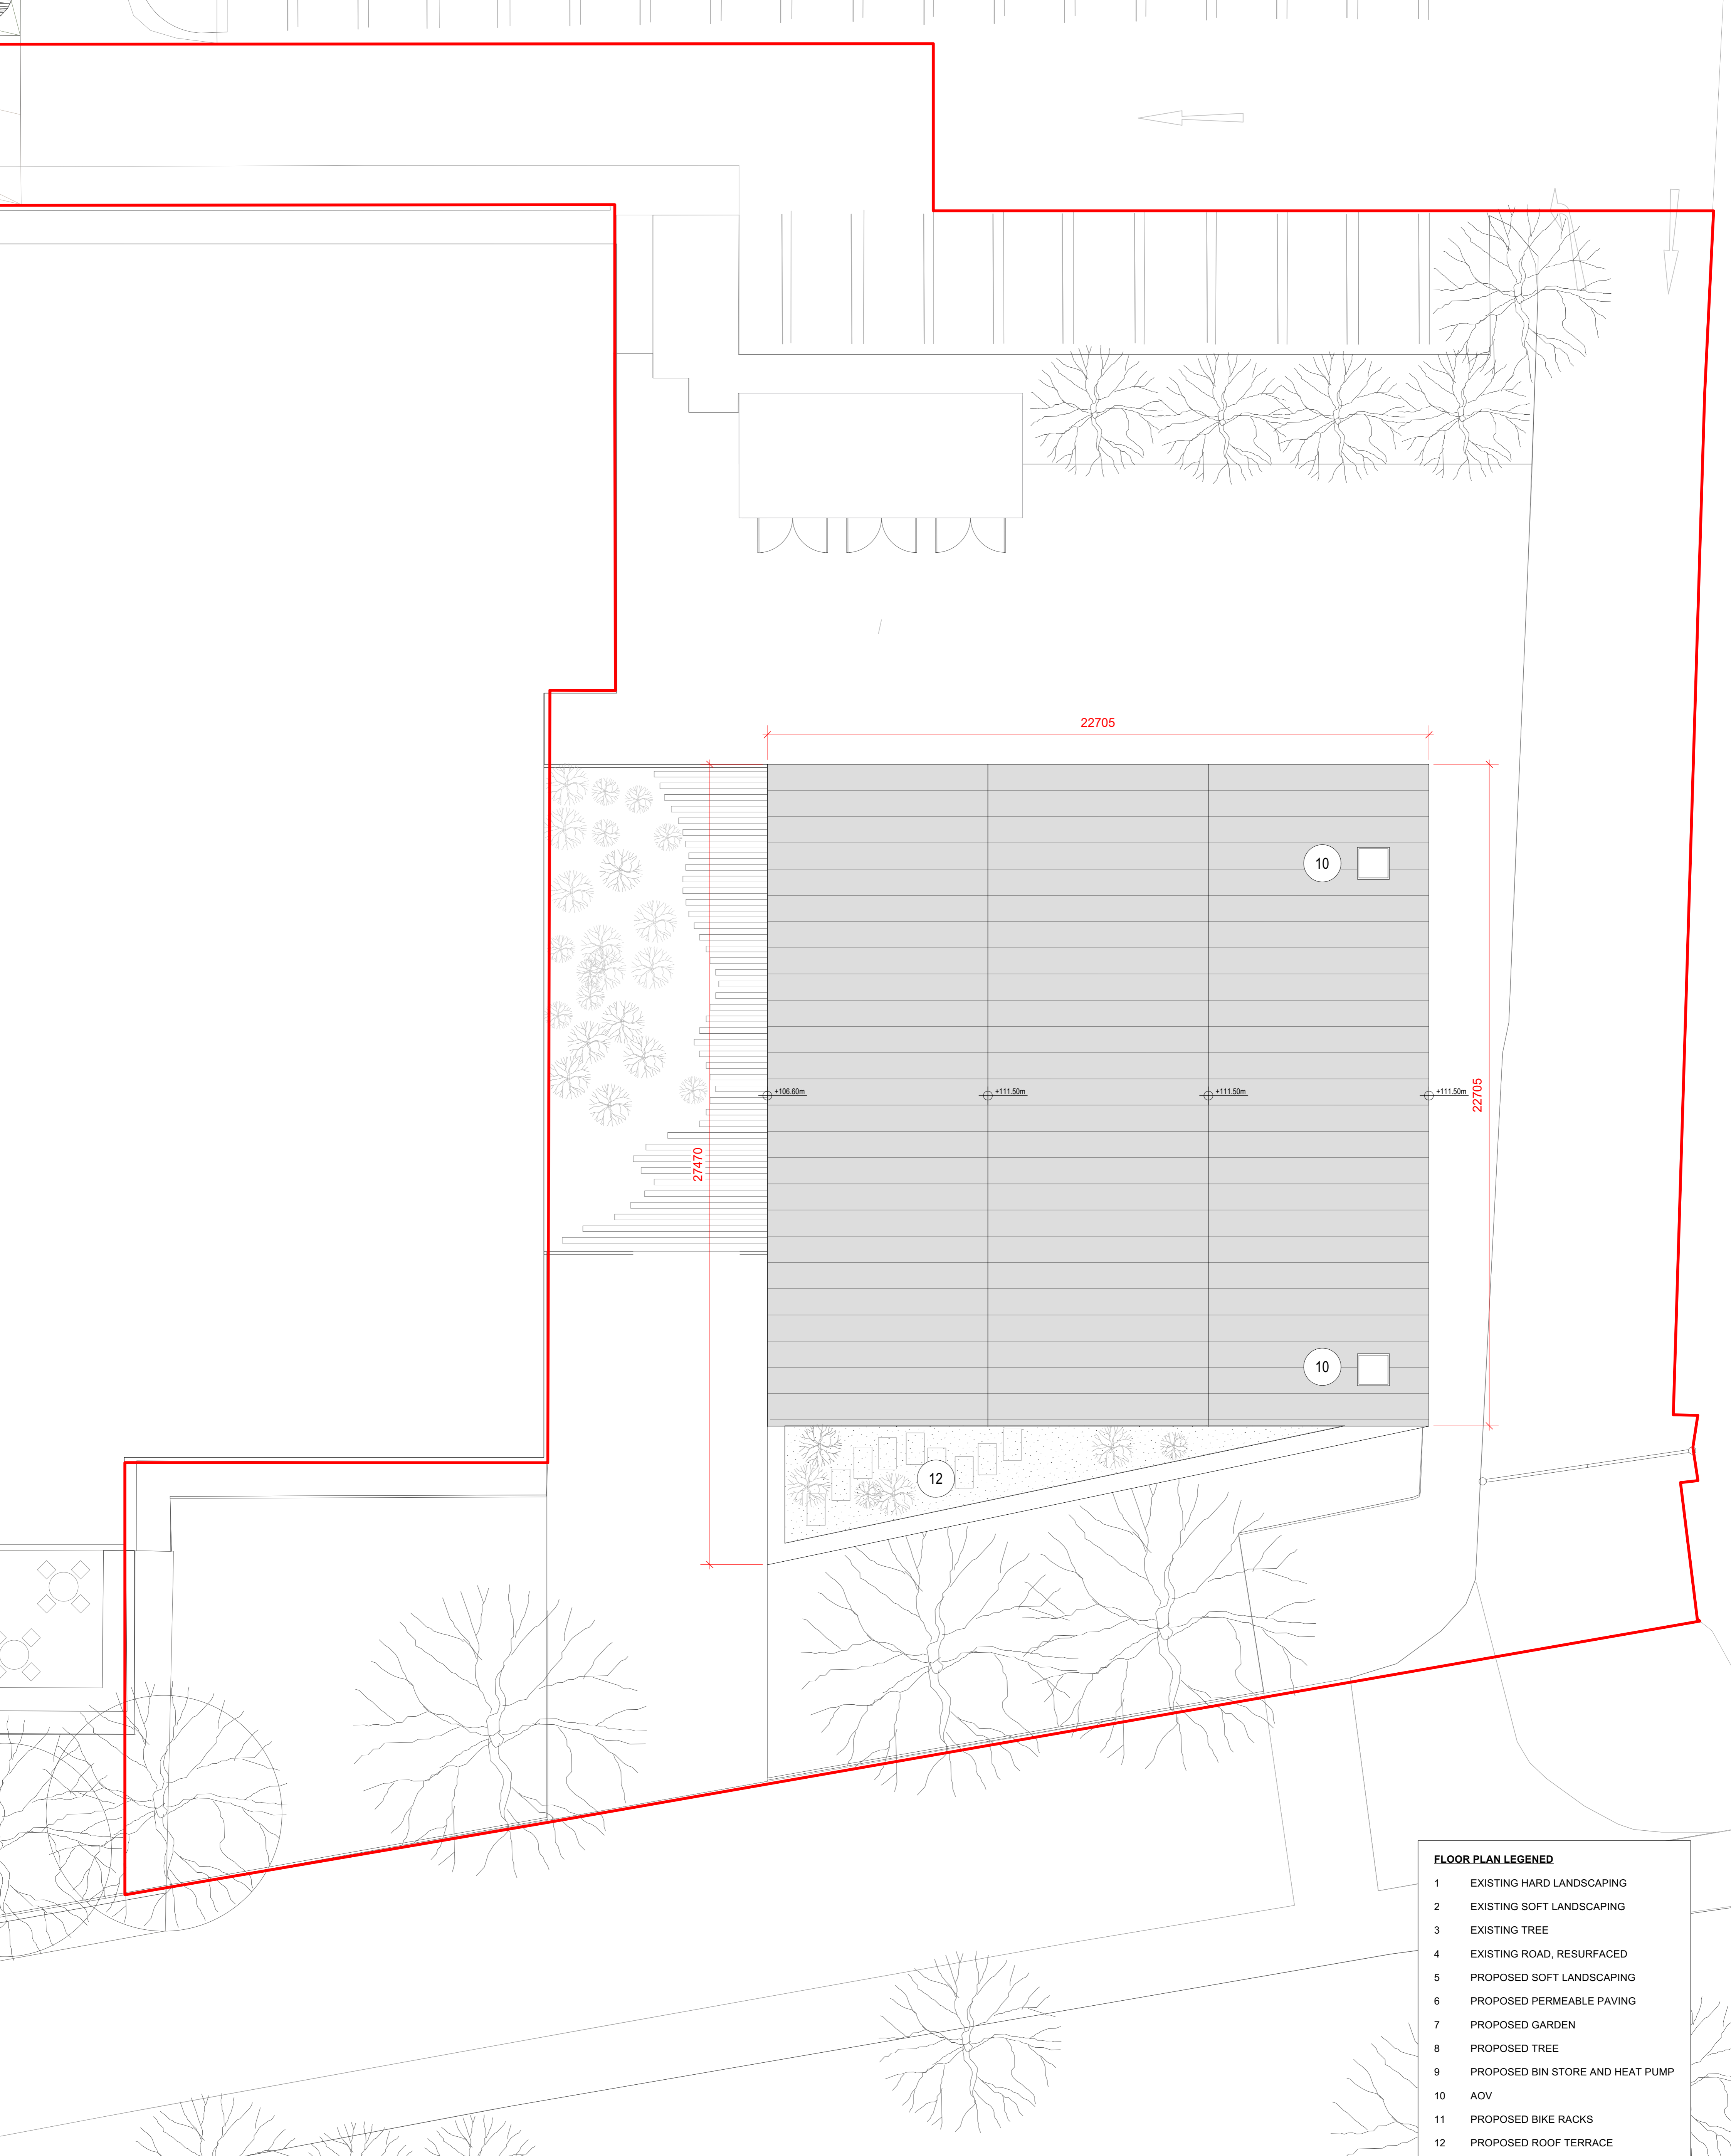 22705
10
+106.60m +111.50m +111.50m +111.50m
22705
27470
10
12
FLOOR PLAN LEGENED
1 EXISTING HARD LANDSCAPING
2 EXISTING SOFT LANDSCAPING
3 EXISTING TREE
4 EXISTING ROAD, RESURFACED
5 PROPOSED SOFT LANDSCAPING
6 PROPOSED PERMEABLE PAVING
7 PROPOSED GARDEN
8 PROPOSED TREE
9 PROPOSED BIN STORE AND HEAT PUMP
10 AOV
11 PROPOSED BIKE RACKS
12 PROPOSED ROOF TERRACE